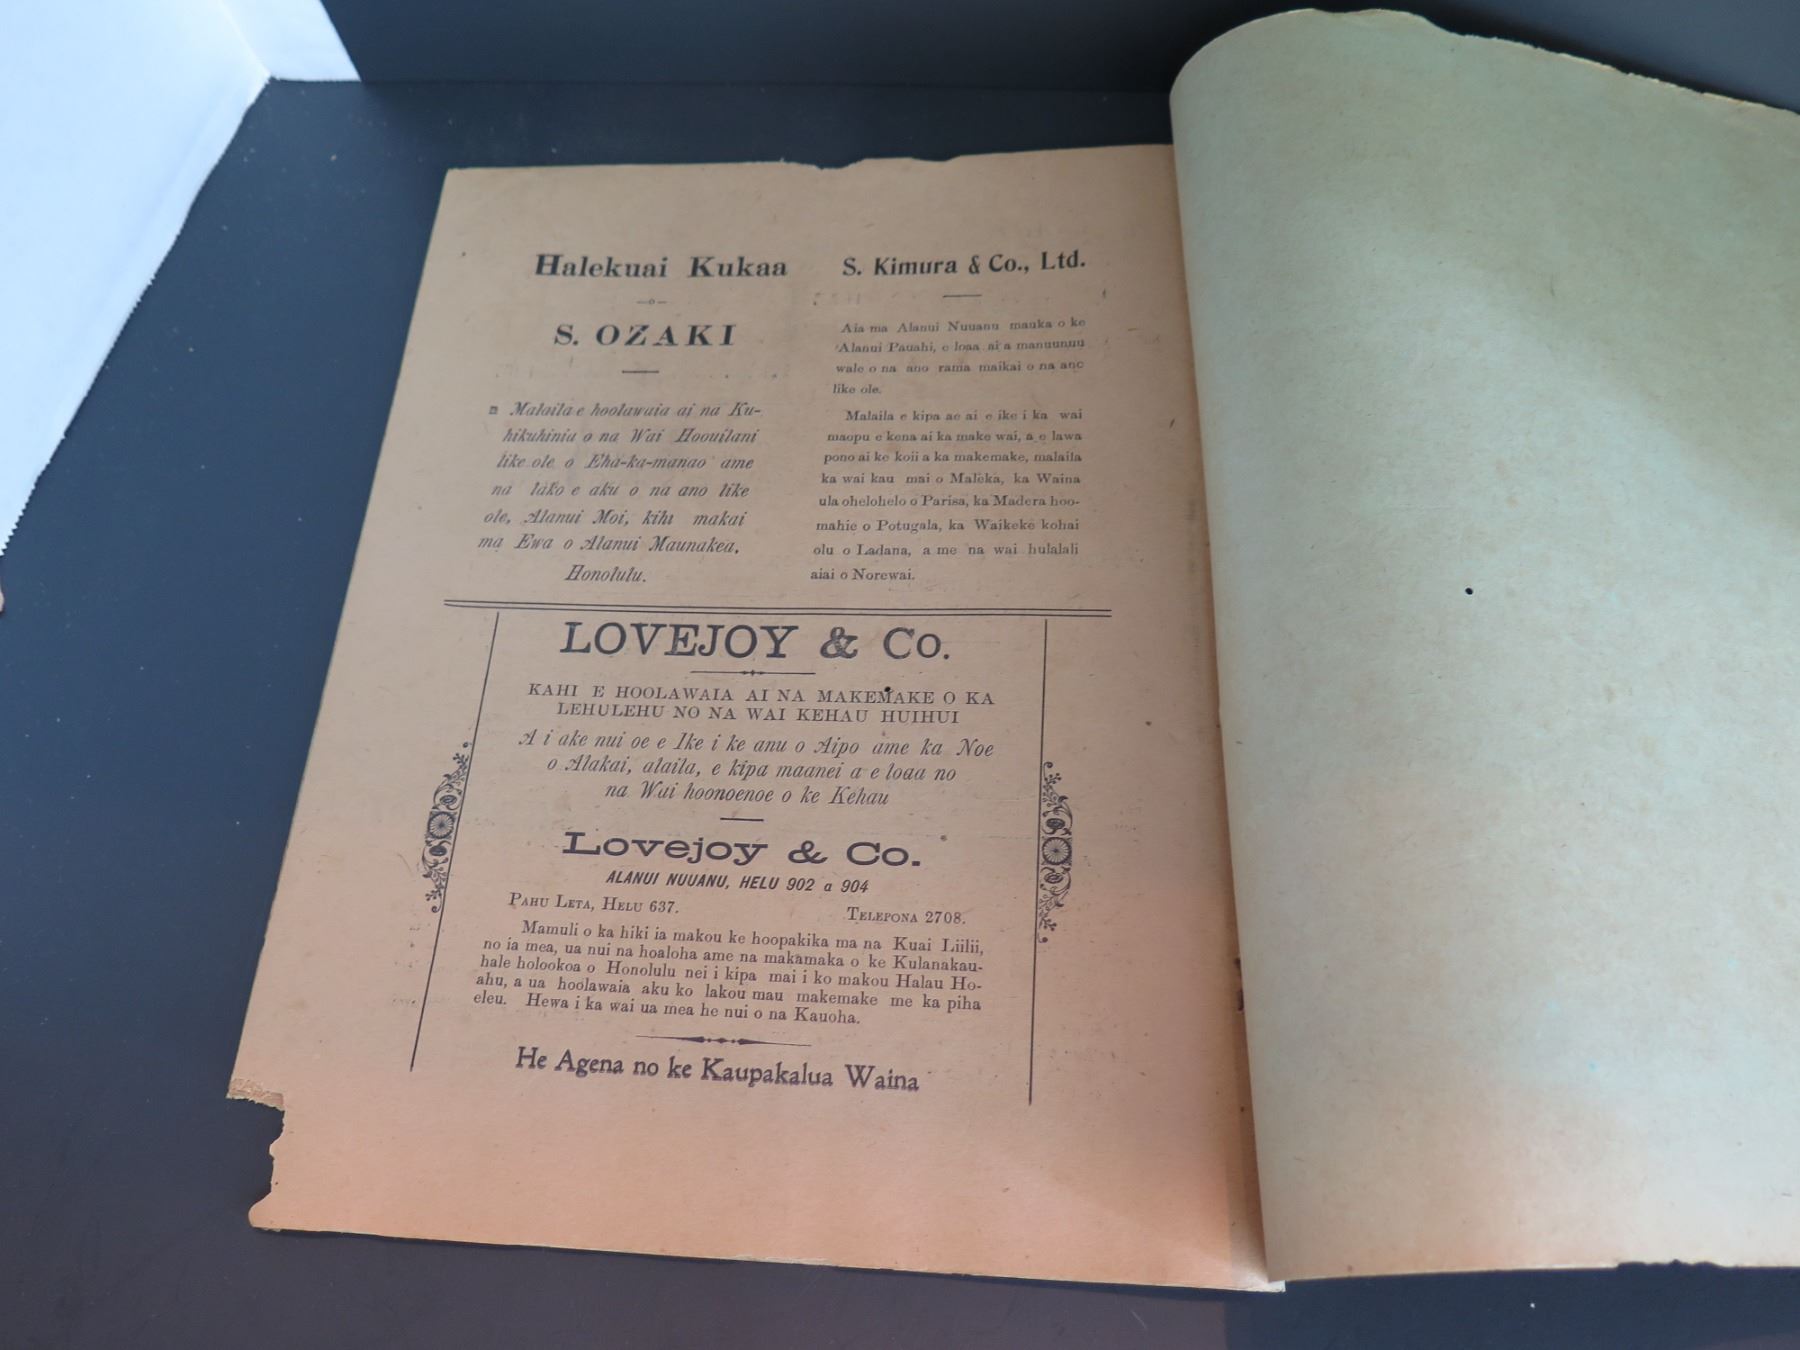 Halekuai Kukaa
S. OZAKI
Malaila e hoolawaia ai na Ku-
hikuhinia o na Wai Hoouilani
like ole o Eha-ka-manao ame
na lako e aku o na ano like
ole, Alanui Moi, kihi makai
ma Ewa o Alanui Maunakea,
Honolulu.
S. Kimura & Co., Ltd.
Aia ma Alanui Nuuanu mauka o ke
Alanui Pauahi, e loaa ai a manuunuu
wale o na ano rama maikai o na ano
like ole.
Malaila e kipa ae ai e ike i ka wai
maopu e kena ai ka make wai, a e lawa
pono ai ke koii a ka makemake, malaila
ka wai kau mai o Maleka, ka Waina
ula ohelohelo o Parisa, ka Madera hoo-
mahie o Potugala, ka Waikeke kohai
olu o Ladana, a me na wai hulalali
aiai o Norewai.
LOVEJOY & Co.
KAHI E HOOLAWAIA AI NA MAKEMAKE O KA
LEHULEHU NO NA WAI KEHAU HUIHUI
A i ake nui oe e Ike i ke anu o Aipo ame ka Noe
o Alakai, alaila, e kipa maanei a e loaa no
na Wai hoonoenoe o ke Kehau
Lovejoy & Co.
ALANUI NUUANU, HELU 902 a 904
PAHU LETA, HELU 637. TELEPONA 2708.
Mamuli o ka hiki ia makou ke hoopakika ma na Kuai Liilii,
no ia mea, ua nui na hoaloha ame na makamaka o ke Kulanakau-
hale holookoa o Honolulu nei i kipa mai i ko makou Halau Ho-
ahu, a ua hoolawaia aku ko lakou mau makemake me ka piha
eleu. Hewa i ka wai ua mea he nui o na Kauoha.
He Agena no ke Kaupakalua Waina